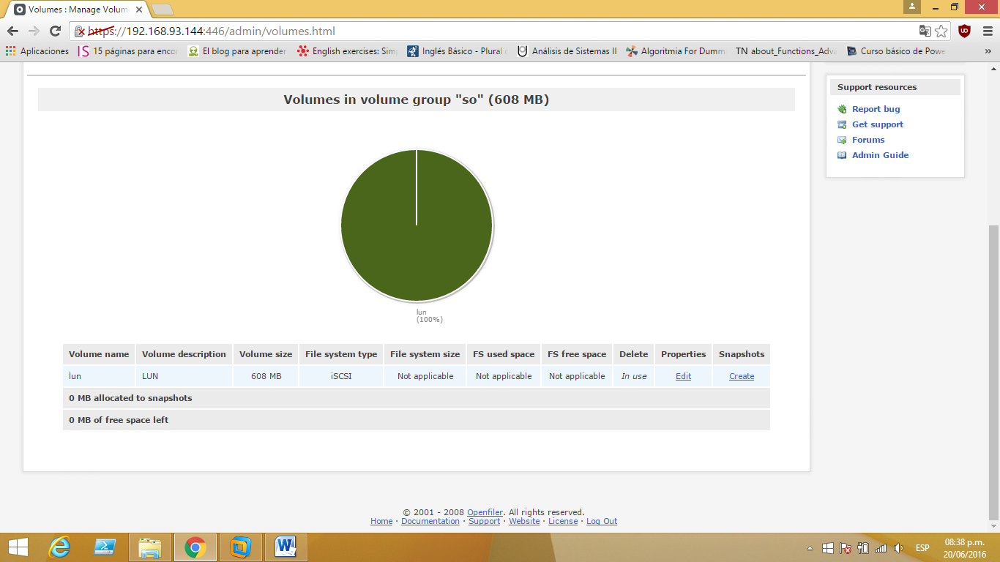 Volumes : Manage Volum
https://192.168.93.144:446/admin/volumes.html
Aplicaciones 15 páginas para encon El blog para aprender English exercises: Sim Inglés Básico - Plural Análisis de Sistemas II Algoritmia For Dumm TN about_Functions_Adv Curso básico de Powe »
Volumes in volume group "so" (608 MB)
lun
(100%)
Volume name Volume description Volume size File system type File system size FS used space FS free space Delete Properties Snapshots
lun LUN 608 MB iSCSI Not applicable Not applicable Not applicable In use Edit Create
0 MB allocated to snapshots
0 MB of free space left
Support resources
Report bug
Get support
Forums
Admin Guide
© 2001 - 2008 Openfiler. All rights reserved.
Home · Documentation · Support · Website · License · Log Out
ESP
08:38 p.m.
20/06/2016